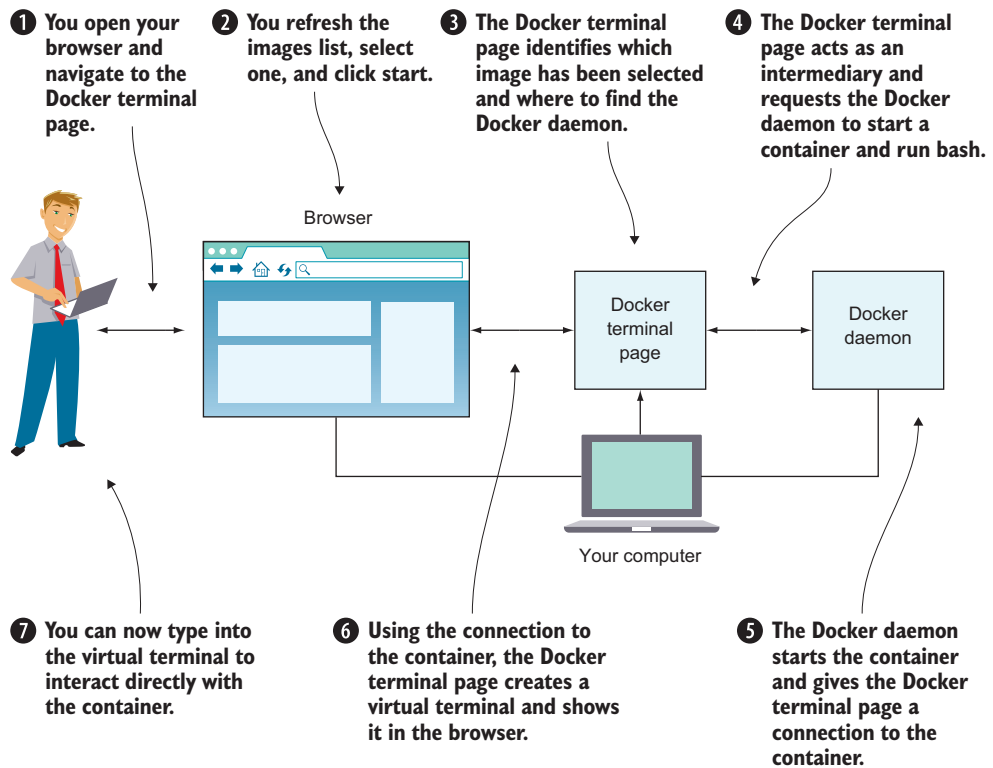 1 You open your
browser and
navigate to the
Docker terminal
page.
2 You refresh the
images list, select
one, and click start.
3 The Docker terminal
page identifies which
image has been selected
and where to find the
Docker daemon.
4 The Docker terminal
page acts as an
intermediary and
requests the Docker
daemon to start a
container and run bash.
Browser
Docker
terminal
page
Docker
daemon
Your computer
7 You can now type into
the virtual terminal to
interact directly with
the container.
6 Using the connection to
the container, the Docker
terminal page creates a
virtual terminal and shows
it in the browser.
5 The Docker daemon
starts the container
and gives the Docker
terminal page a
connection to the
container.